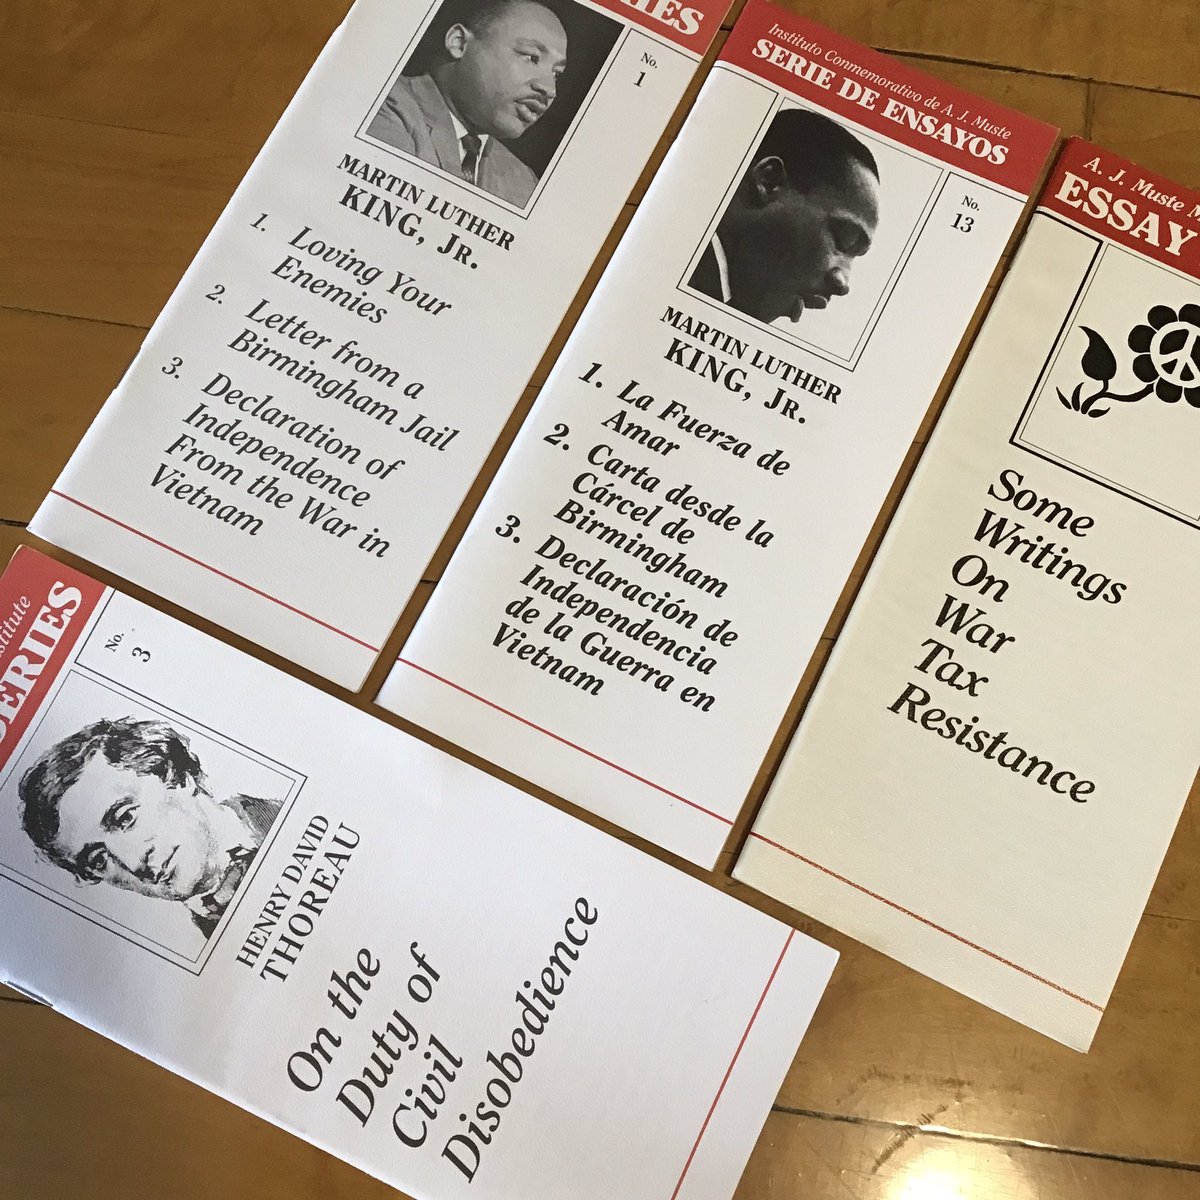 RIES
No.
1
MARTIN LUTHER
KING, JR.
1. Loving Your
Enemies
2. Letter from a
Birmingham Jail
3. Declaration of
Independence
From the War in
Vietnam
Instituto Conmemorativo de A. J. Muste
SERIE DE ENSAYOS
No.
13
MARTIN LUTHER
KING, JR.
1. La Fuerza de
Amar
2. Carta desde la
Cárcel de
Birmingham
3. Declaración de
Independencia
de la Guerra en
Vietnam
A. J. Muste M
ESSAY
Some
Writings
On
War
Tax
Resistance
stitute
SERIES
No.
3
HENRY DAVID
THOREAU
On the
Duty of
Civil
Disobedience